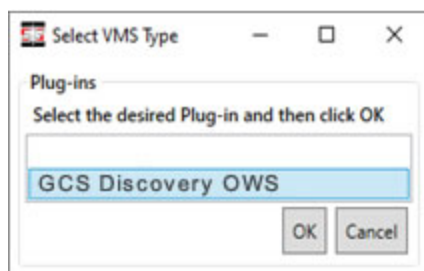 Select VMS Type
Plug-ins
Select the desired Plug-in and then click OK
GCS Discovery OWS
OK Cancel